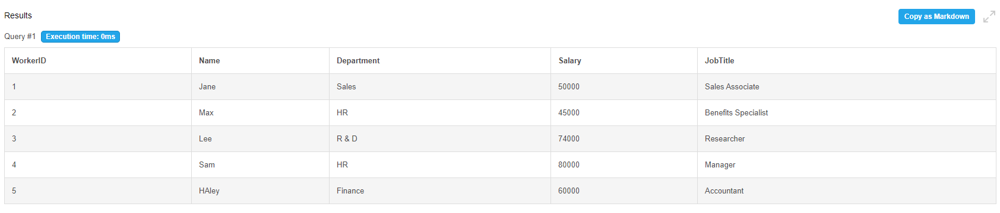 Results
Copy as Markdown
Query #1 Execution time: 0ms
WorkerID Name Department Salary JobTitle
1 Jane Sales 50000 Sales Associate
2 Max HR 45000 Benefits Specialist
3 Lee R & D 74000 Researcher
4 Sam HR 80000 Manager
5 HAley Finance 60000 Accountant